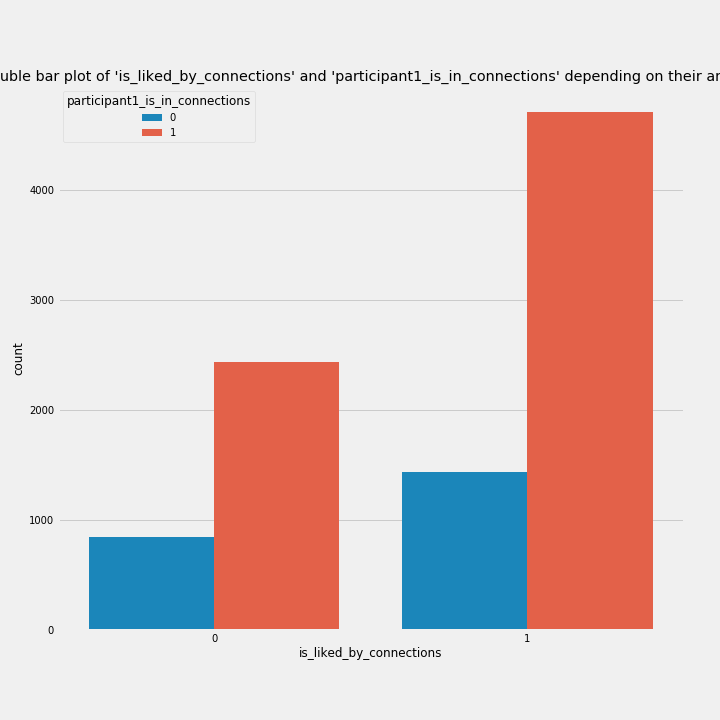 uble bar plot of 'is_liked_by_connections' and 'participant1_is_in_connections' depending on their
participant1_is_in_connections
0
1
4000
3000
2000
1000
0
count
0
1
is_liked_by_connections